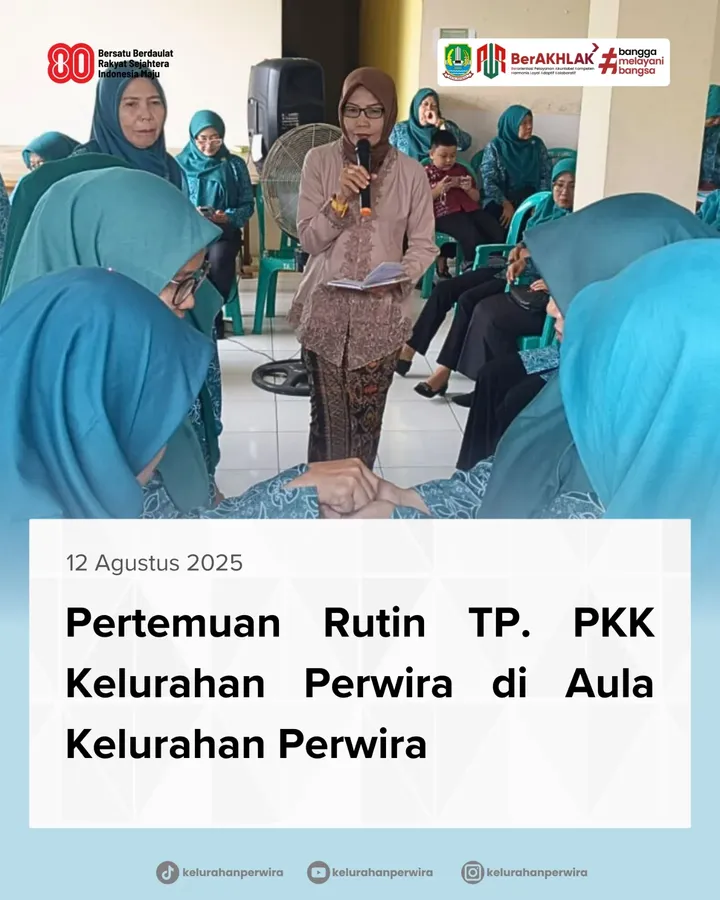 80
Bersatu Berdaulat
Rakyat Sejahtera
Indonesia Maju
BerAKHLAK
#bangga
melayani
bangsa
12 Agustus 2025
Pertemuan Rutin TP. PKK
Kelurahan Perwira di Aula
Kelurahan Perwira
kelurahanperwira
kelurahanperwira
kelurahanperwira